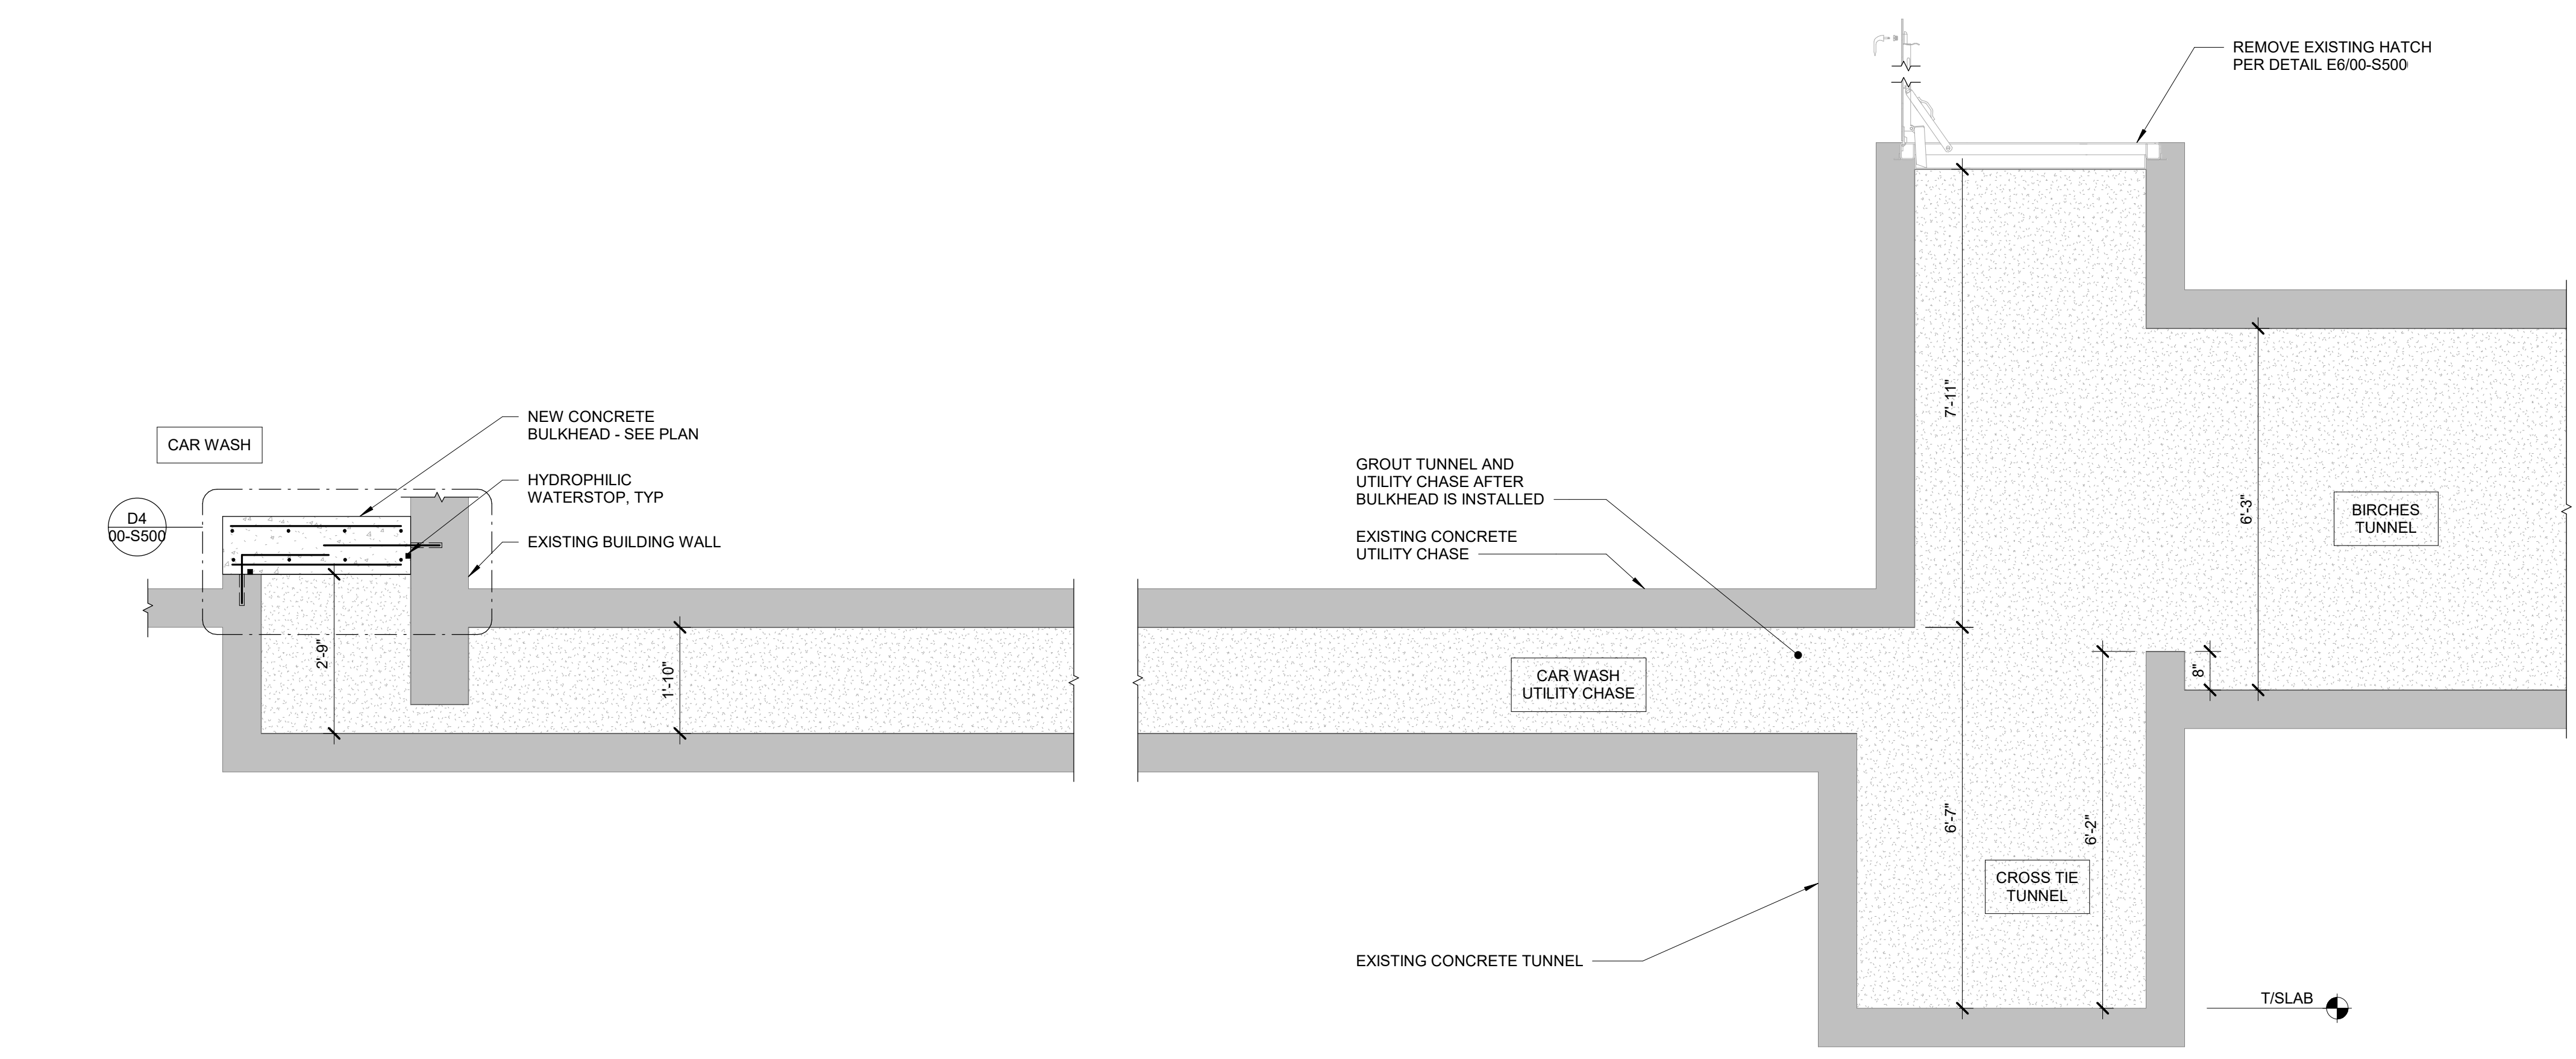 REMOVE EXISTING HATCH
PER DETAIL E6/00-S500
NEW CONCRETE
BULKHEAD - SEE PLAN
CAR WASH
HYDROPHILIC
WATERSTOP, TYP
D4
00-S500
EXISTING BUILDING WALL
2'-9"
1'-10"
GROUT TUNNEL AND
UTILITY CHASE AFTER
BULKHEAD IS INSTALLED
EXISTING CONCRETE
UTILITY CHASE
7'-11"
6'-3"
BIRCHES
TUNNEL
CAR WASH
UTILITY CHASE
8"
6'-7"
6'-2"
CROSS TIE
TUNNEL
EXISTING CONCRETE TUNNEL
T/SLAB